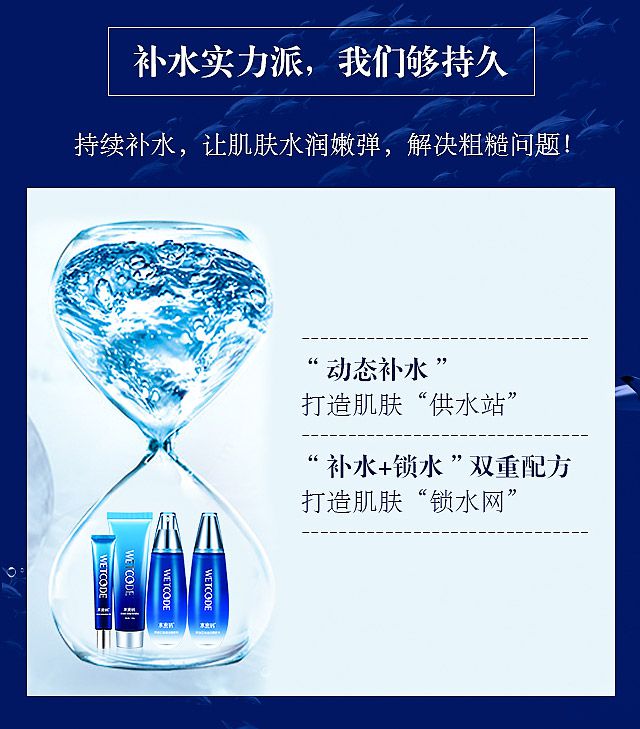 补水实力派，我们够持久
持续补水，让肌肤水润嫩弹，解决粗糙问题！
“动态补水”
打造肌肤“供水站”
“补水+锁水”双重配方
打造肌肤“锁水网”
WETCODE
WETCODE
WETCODE
WETCODE